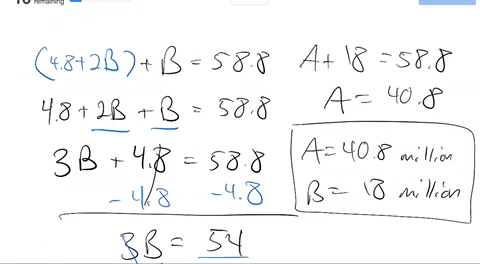 remaining
(4.8+2B)+B=58.8
4.8+2B+B=58.8
3B+4.8=58.8
-4.8 -4.8
3B=54
A+18=58.8
A=40.8
A=40.8 million
B=18 million